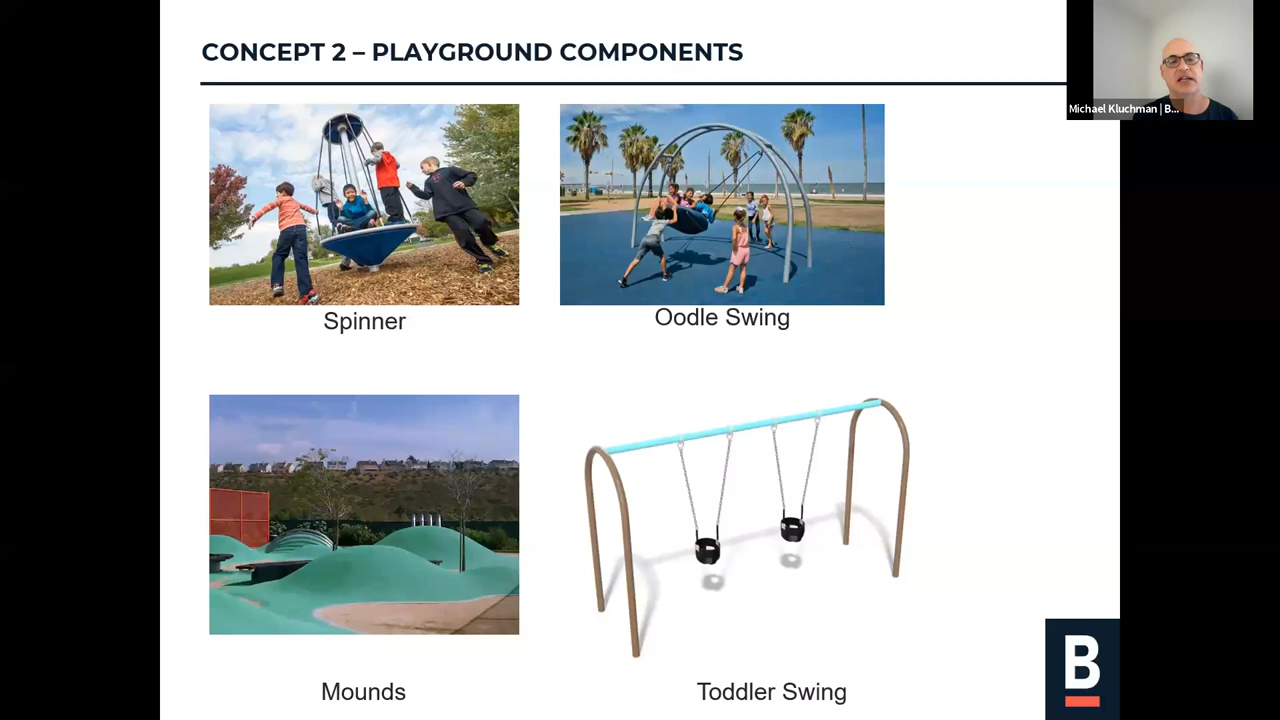 CONCEPT 2 – PLAYGROUND COMPONENTS
Michael Kluchman | B...
Spinner
Oodle Swing
Mounds
Toddler Swing
B